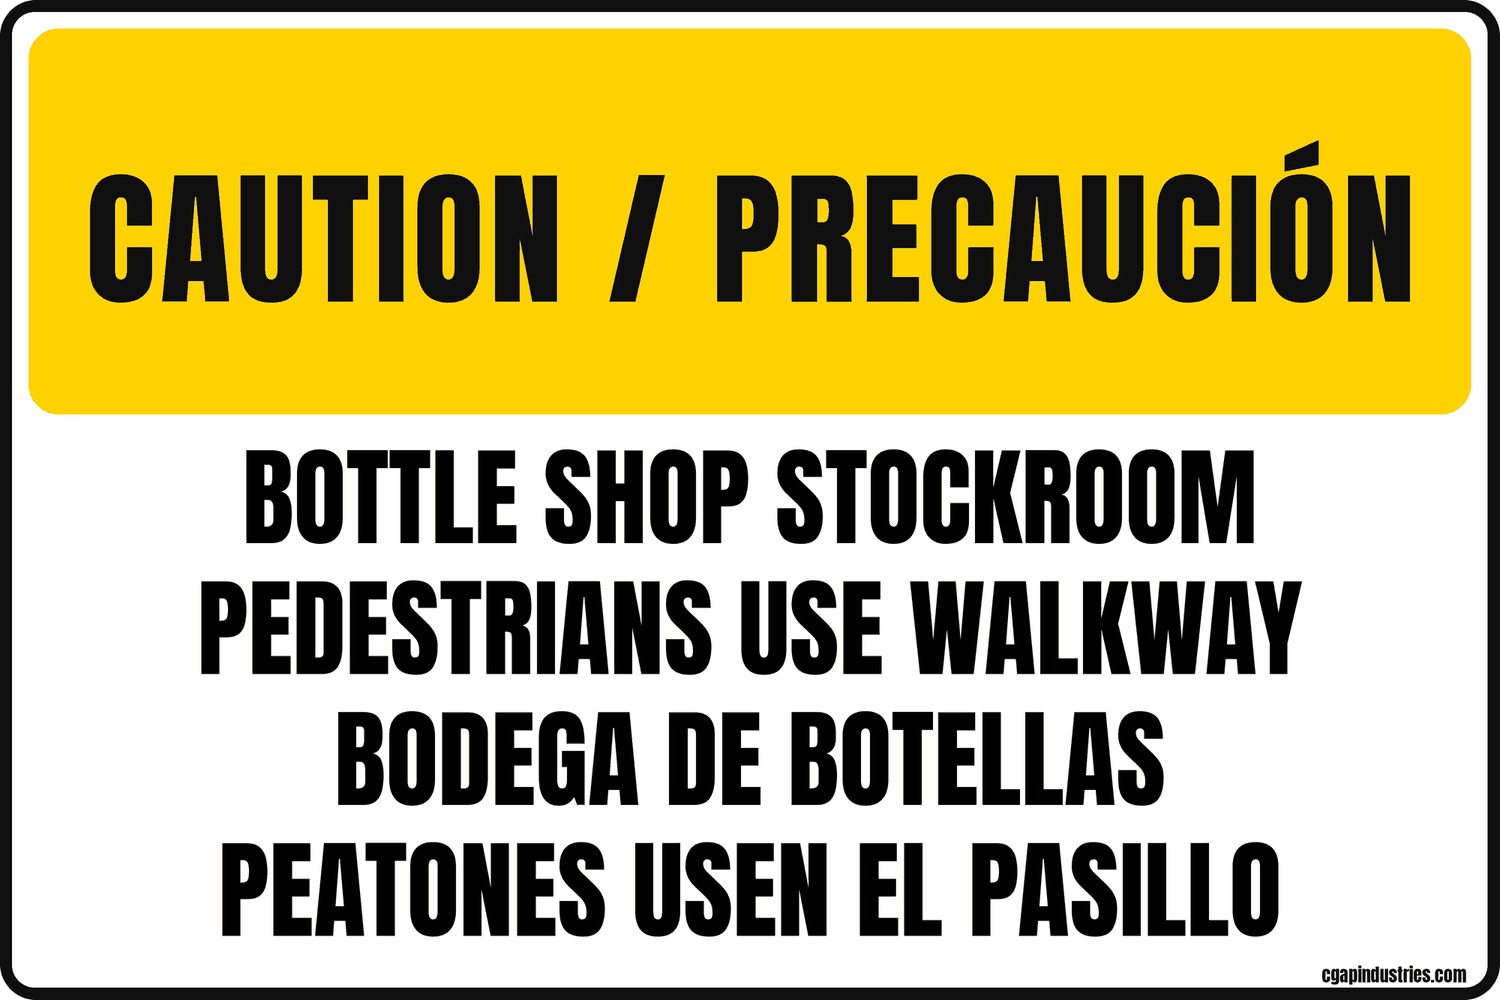 CAUTION / PRECAUCIÓN
BOTTLE SHOP STOCKROOM
PEDESTRIANS USE WALKWAY
BODEGA DE BOTELLAS
PEATONES USEN EL PASILLO
cgapindustries.com